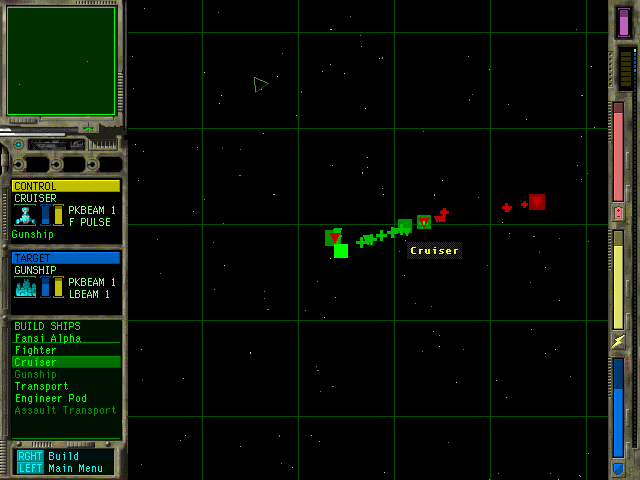 CONTROL
CRUISER
PKBEAM 1
F PULSE
Gunship
TARGET
GUNSHIP
PKBEAM 1
LBEAM 1
BUILD SHIPS
Fansi Alpha
Fighter
Cruiser
Gunship
Transport
Engineer Pod
Assault Transport
RGHT Build
LEFT Main Menu
Cruiser